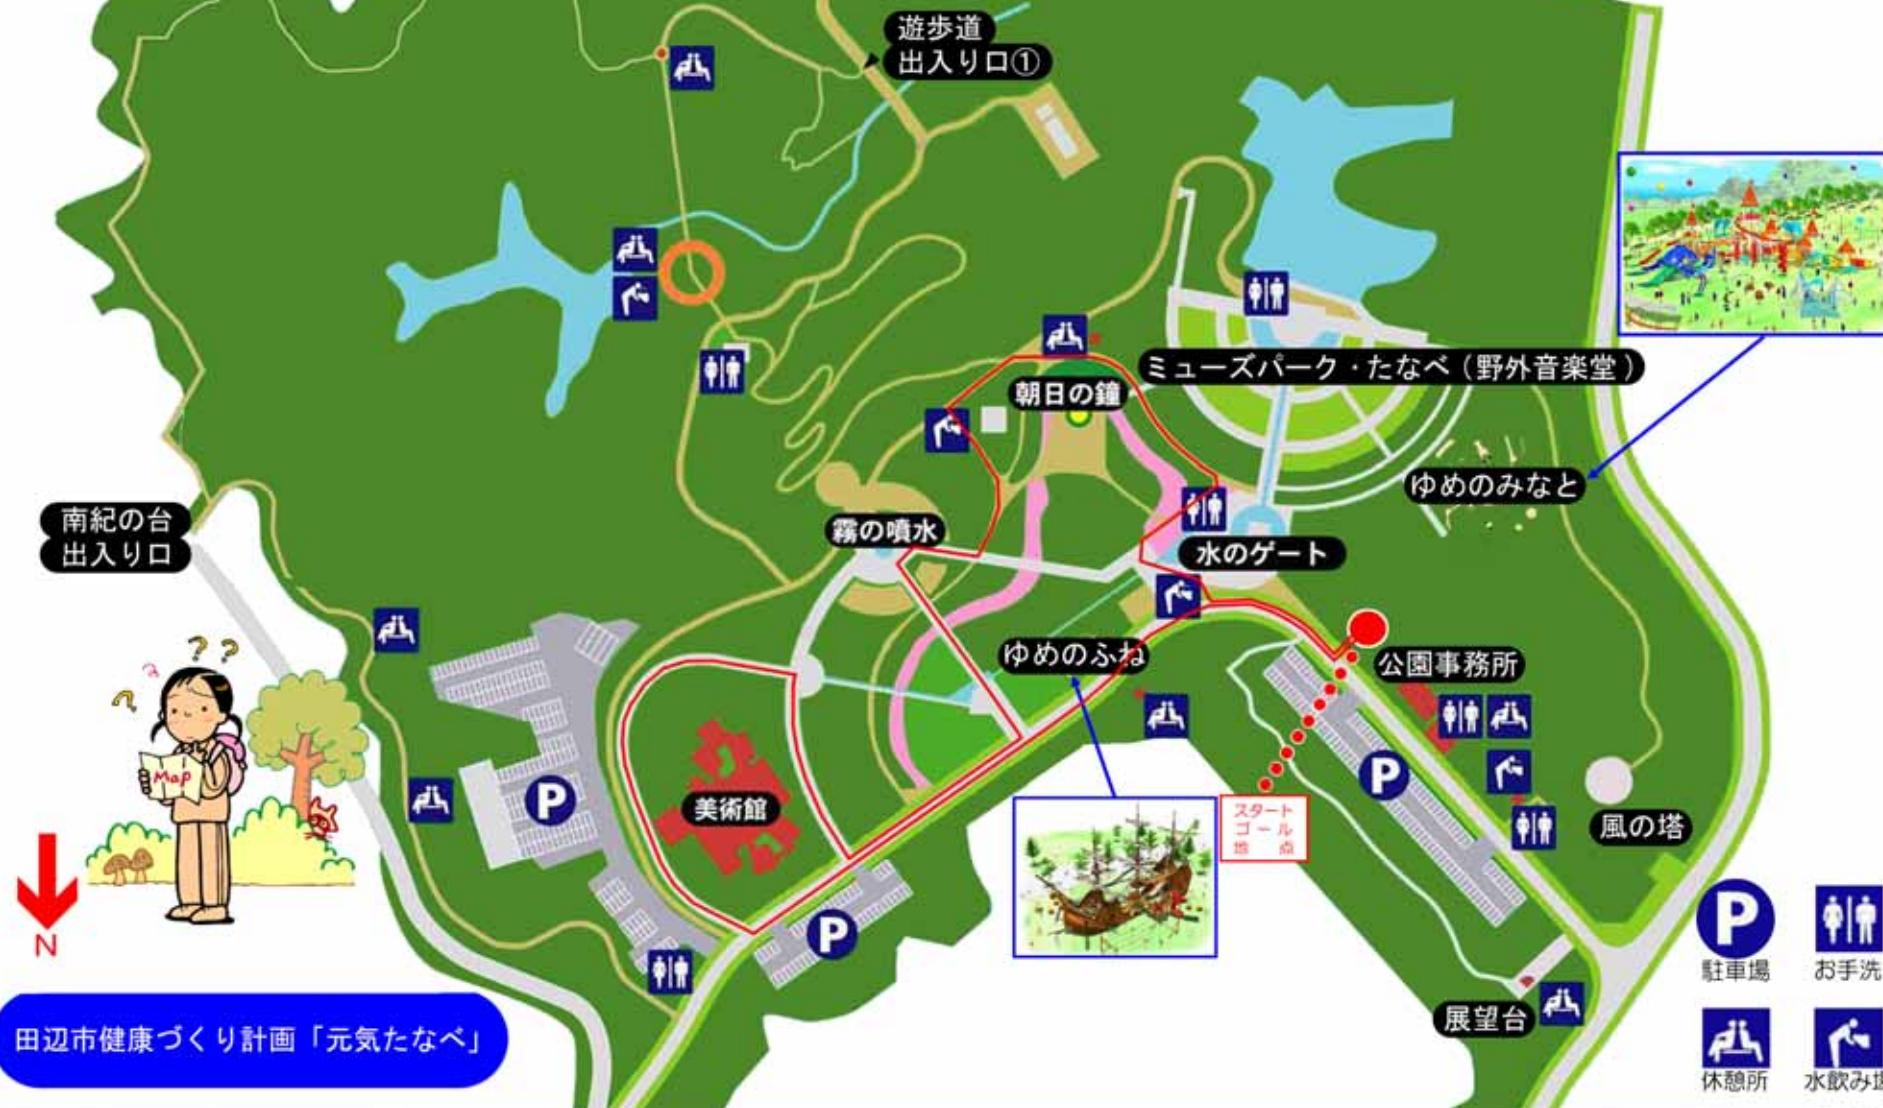 遊歩道
出入り口①
ミューズパーク・たなべ（野外音楽堂）
朝日の鐘
ゆめのみなと
南紀の台
出入り口
霧の噴水
水のゲート
ゆめのふね
公園事務所
P
P
美術館
Map
スタート
ゴール
地点
風の塔
P
N
P
駐車場
お手洗
展望台
田辺市健康づくり計画「元気たなべ」
休憩所
水飲み場